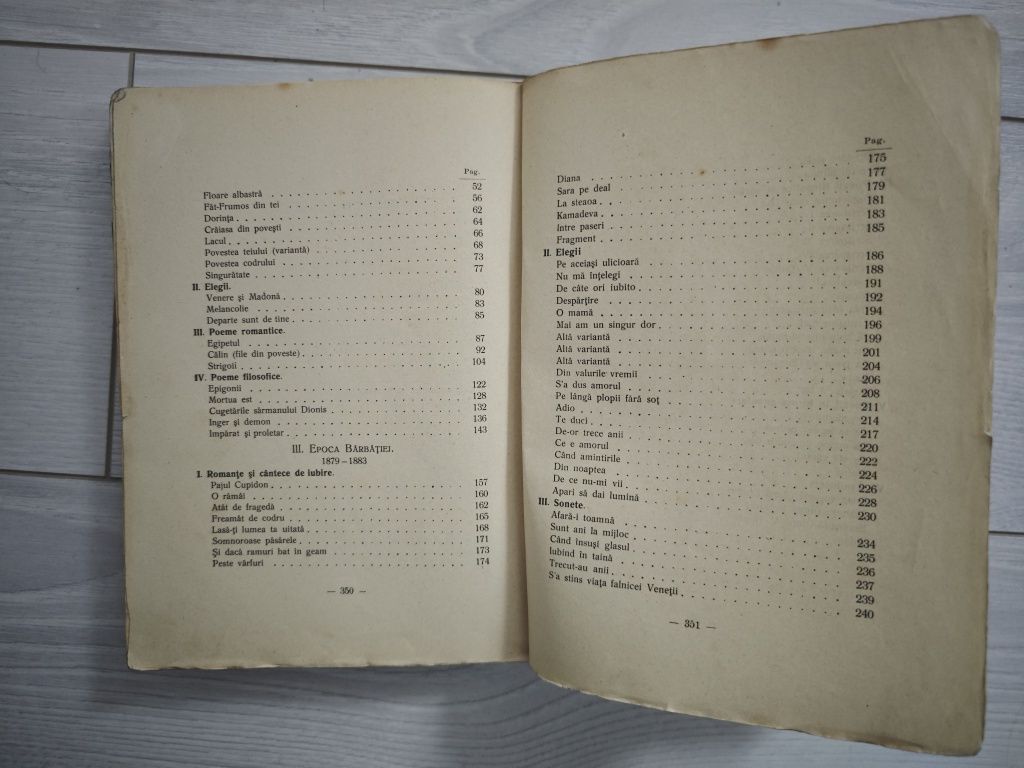 Pag.
Floare albastră . . . . . 52
Făt-Frumos din tei . . . . . 56
Dorința . . . . . 62
Crăiasa din povești . . . . . 64
Lacul . . . . . 66
Povestea teiului (variantă) . . . . . 68
Povestea codrului . . . . . 73
Singurătate . . . . . 77
II. Elegii.
Venere și Madonă . . . . . 80
Melancolie . . . . . 83
Departe sunt de tine . . . . . 85
III. Poeme romantice.
Egipetul . . . . . 87
Călin (file din poveste) . . . . . 92
Strigoii . . . . . 104
IV. Poeme filosofice.
Epigonii . . . . . 122
Mortua est . . . . . 128
Cugetările sărmanului Dionis . . . . . 132
Inger și demon . . . . . 136
Impărat și proletar . . . . . 143
III. EPOCA BĂRBĂȚIEI.
1879–1883
I. Romanțe și cântece de iubire.
Pajul Cupidon . . . . . 157
O rămâi . . . . . 160
Atât de fragedă . . . . . 162
Freamăt de codru . . . . . 165
Lasă-ți lumea ta uitată . . . . . 168
Somnoroase păsărele . . . . . 171
Și dacă ramuri bat în geam . . . . . 173
Peste vârfuri . . . . . 174
— 350 —
Pag.
Diana . . . . . 175
Sara pe deal . . . . . 177
La steaoa . . . . . 179
Kamadeva . . . . . 181
Intre paseri . . . . . 183
Fragment . . . . . 185
II. Elegii
Pe aceiași ulicioară . . . . . 186
Nu mă înțelegi . . . . . 188
De câte ori iubito . . . . . 191
Despărțire . . . . . 192
O mamă . . . . . 194
Mai am un singur dor . . . . . 196
Altă variantă . . . . . 199
Altă variantă . . . . . 201
Altă variantă . . . . . 204
Din valurile vremii . . . . . 206
S'a dus amorul . . . . . 208
Pe lângă plopii fără soț . . . . . 211
Adio . . . . . 214
Te duci . . . . . 217
De-or trece anii . . . . . 220
Ce e amorul . . . . . 222
Când amintirile . . . . . 224
Din noaptea . . . . . 226
De ce nu-mi vii . . . . . 228
Apari să dai lumină . . . . . 230
III. Sonete.
Afară-i toamnă . . . . . 234
Sunt ani la mijloc . . . . . 235
Când însuși glasul . . . . . 236
Iubind în taină . . . . . 237
Trecut-au anii . . . . . 239
S'a stins viața falnicei Veneții . . . . . 240
— 351 —